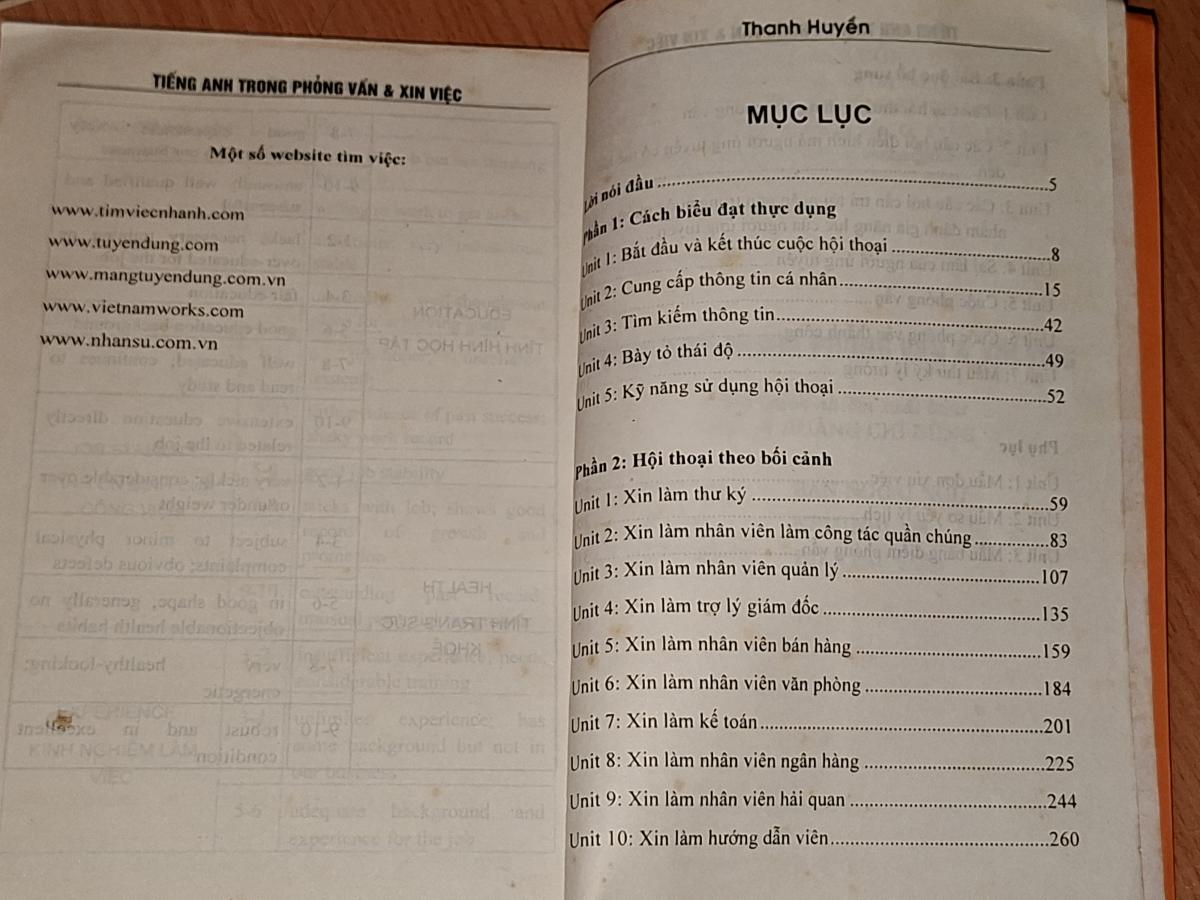 TIẾNG ANH TRONG PHỎNG VẤN & XIN VIỆC
Một số website tìm việc:
www.timviecnhanh.com
www.tuyendung.com
www.mangtuyendung.com.vn
www.vietnamworks.com
www.nhansu.com.vn
Thanh Huyền
MỤC LỤC
Lời nói đầu ........ 5
Phần 1: Cách biểu đạt thực dụng
Unit 1: Bắt đầu và kết thúc cuộc hội thoại ........ 8
Unit 2: Cung cấp thông tin cá nhân ........ 15
Unit 3: Tìm kiếm thông tin ........ 42
Unit 4: Bày tỏ thái độ ........ 49
Unit 5: Kỹ năng sử dụng hội thoại ........ 52
Phần 2: Hội thoại theo bối cảnh
Unit 1: Xin làm thư ký ........ 59
Unit 2: Xin làm nhân viên làm công tác quần chúng ........ 83
Unit 3: Xin làm nhân viên quản lý ........ 107
Unit 4: Xin làm trợ lý giám đốc ........ 135
Unit 5: Xin làm nhân viên bán hàng ........ 159
Unit 6: Xin làm nhân viên văn phòng ........ 184
Unit 7: Xin làm kế toán ........ 201
Unit 8: Xin làm nhân viên ngân hàng ........ 225
Unit 9: Xin làm nhân viên hải quan ........ 244
Unit 10: Xin làm hướng dẫn viên ........ 260